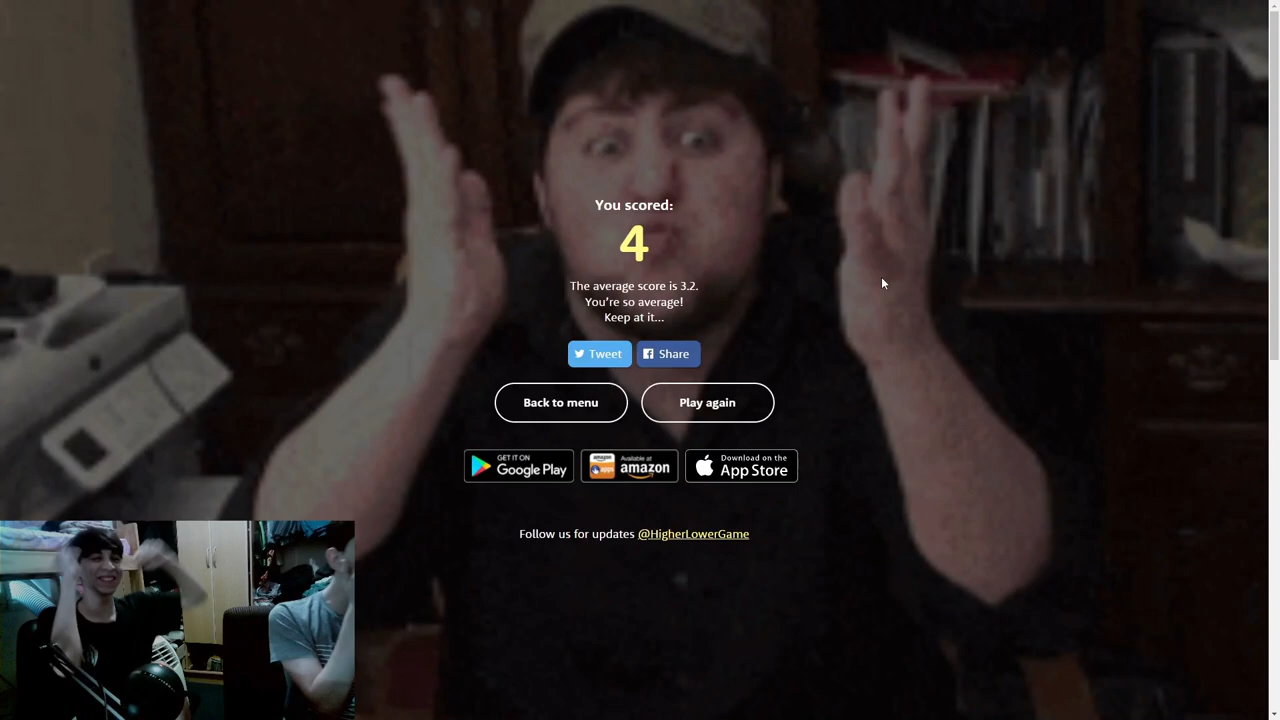 You scored:
4
The average score is 3.2.
You're so average!
Keep at it...
Tweet
Share
Back to menu
Play again
GET IT ON
Google Play
amazon
apps
Available at
amazon
Download on the
App Store
Follow us for updates @HigherLowerGame